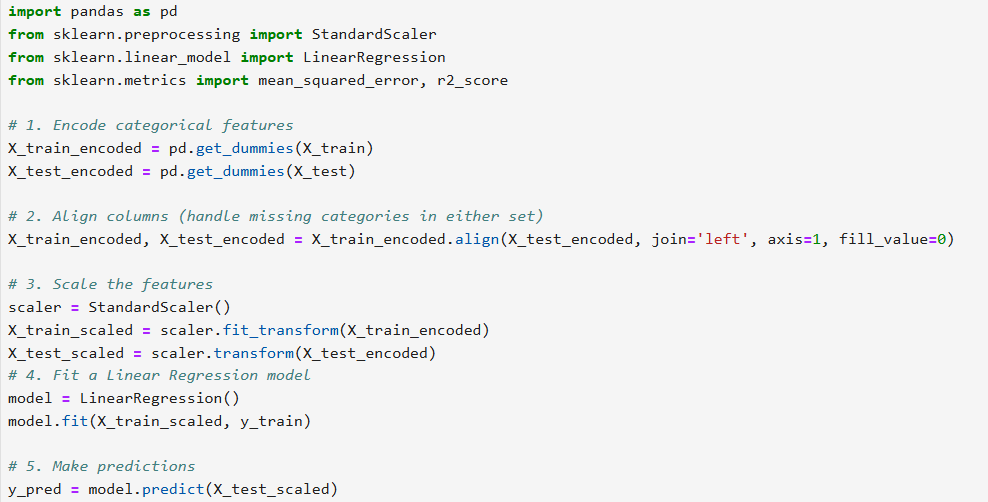 import pandas as pd
from sklearn.preprocessing import StandardScaler
from sklearn.linear_model import LinearRegression
from sklearn.metrics import mean_squared_error, r2_score
# 1. Encode categorical features
X_train_encoded = pd.get_dummies(X_train)
X_test_encoded = pd.get_dummies(X_test)
# 2. Align columns (handle missing categories in either set)
X_train_encoded, X_test_encoded = X_train_encoded.align(X_test_encoded, join='left', axis=1, fill_value=0)
# 3. Scale the features
scaler = StandardScaler()
X_train_scaled = scaler.fit_transform(X_train_encoded)
X_test_scaled = scaler.transform(X_test_encoded)
# 4. Fit a Linear Regression model
model = LinearRegression()
model.fit(X_train_scaled, y_train)
# 5. Make predictions
y_pred = model.predict(X_test_scaled)